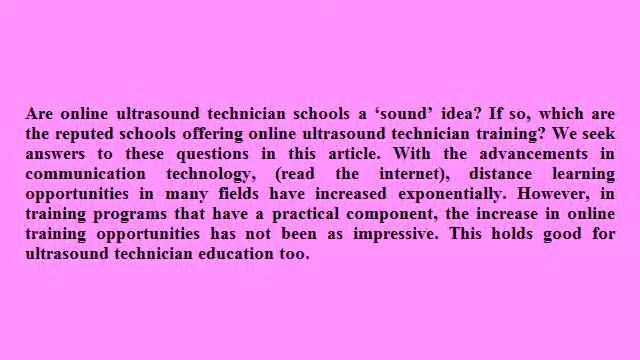 Are online ultrasound technician schools a ‘sound’ idea? If so, which are
the reputed schools offering online ultrasound technician training? We seek
answers to these questions in this article. With the advancements in
communication technology, (read the internet), distance learning
opportunities in many fields have increased exponentially. However, in
training programs that have a practical component, the increase in online
training opportunities has not been as impressive. This holds good for
ultrasound technician education too.